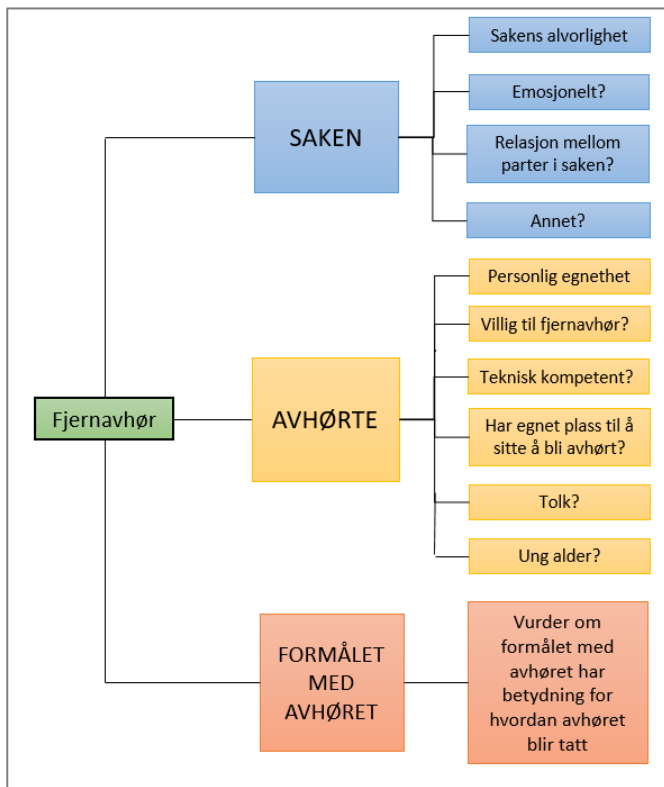 Fjernavhør
SAKEN
Sakens alvorlighet
Emosjonelt?
Relasjon mellom
parter i saken?
Annet?
AVHØRTE
Personlig egnethet
Villig til fjernavhør?
Teknisk kompetent?
Har egnet plass til å
sitte å bli avhørt?
Tolk?
Ung alder?
FORMÅLET
MED
AVHØRET
Vurder om
formålet med
avhøret har
betydning for
hvordan avhøret
blir tatt